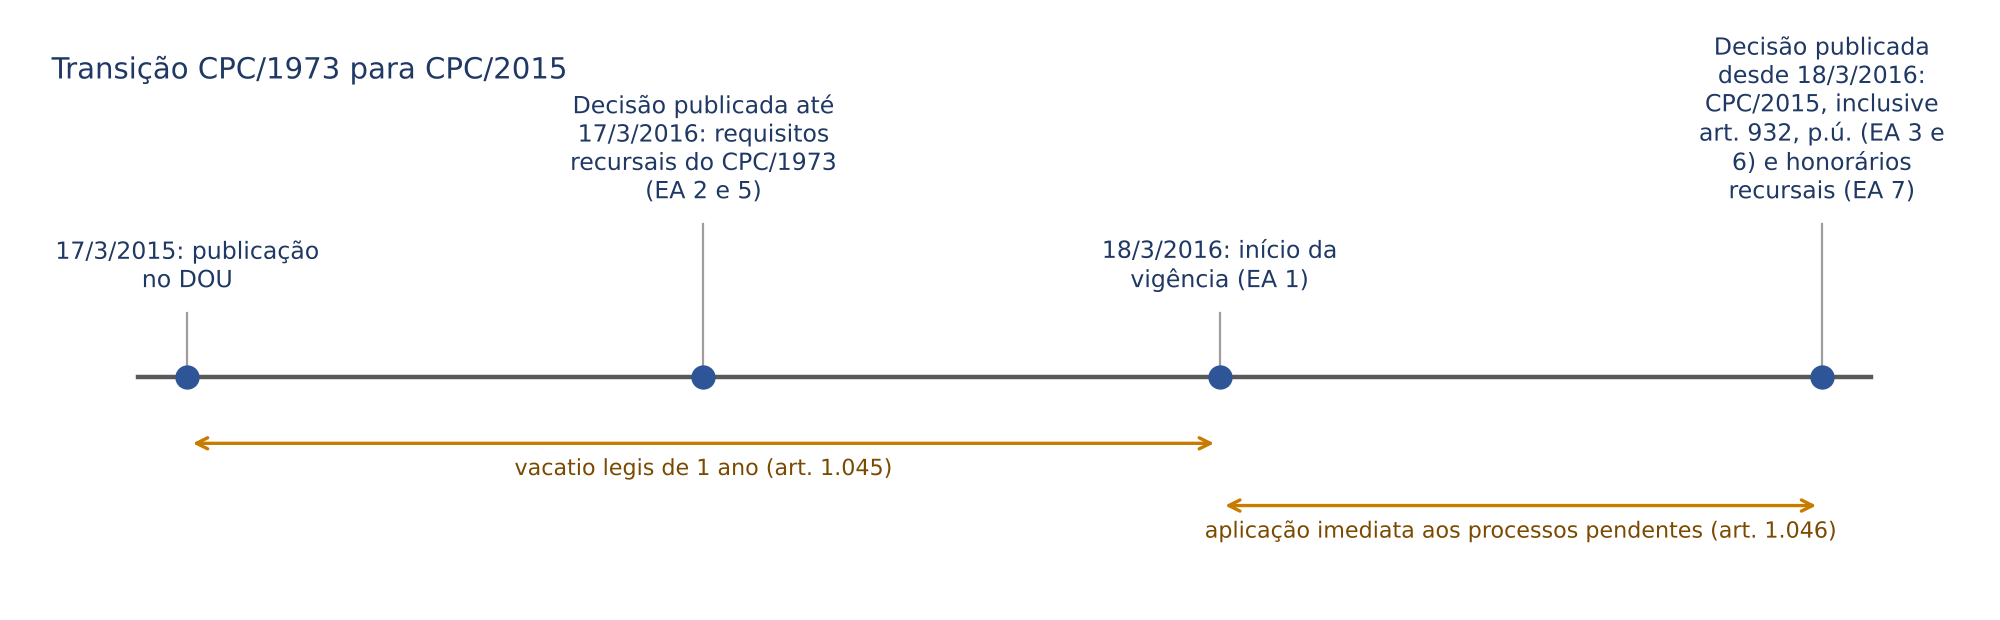 Transição CPC/1973 para CPC/2015
17/3/2015: publicação
no DOU
Decisão publicada até
17/3/2016: requisitos
recursais do CPC/1973
(EA 2 e 5)
18/3/2016: início da
vigência (EA 1)
Decisão publicada
desde 18/3/2016:
CPC/2015, inclusive
art. 932, p.ú. (EA 3 e
6) e honorários
recursais (EA 7)
vacatio legis de 1 ano (art. 1.045)
aplicação imediata aos processos pendentes (art. 1.046)